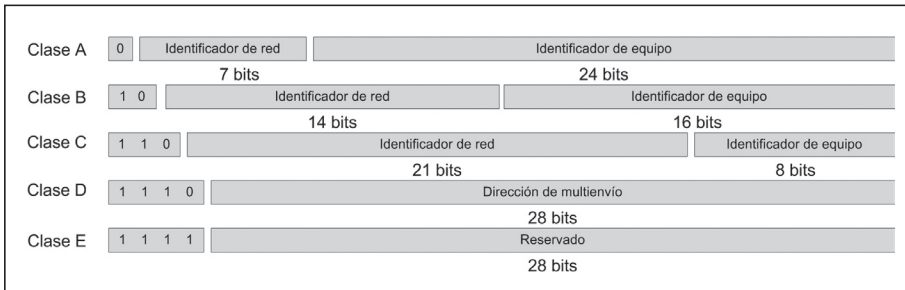 Clase A 0 Identificador de red Identificador de equipo
7 bits 24 bits
Clase B 1 0 Identificador de red Identificador de equipo
14 bits 16 bits
Clase C 1 1 0 Identificador de red Identificador de equipo
21 bits 8 bits
Clase D 1 1 1 0 Dirección de multienvío
28 bits
Clase E 1 1 1 1 Reservado
28 bits